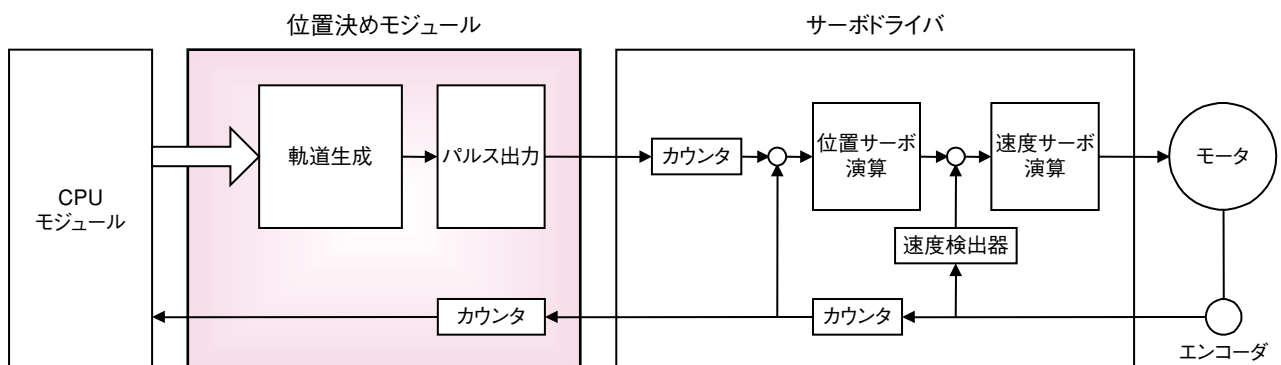 位置決めモジュール
サーボドライバ
CPU
モジュール
軌道生成
パルス出力
カウンタ
位置サーボ
演算
速度サーボ
演算
モータ
速度検出器
カウンタ
カウンタ
エンコーダ